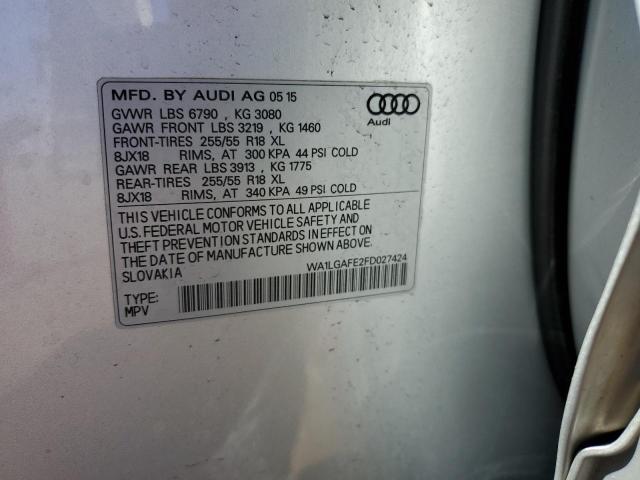 MFD. BY AUDI AG 05 15
Audi
GVWR LBS 6790 , KG 3080
GAWR FRONT LBS 3219 , KG 1460
FRONT-TIRES 255/55 R18 XL
8JX18 RIMS, AT 300 KPA 44 PSI COLD
GAWR REAR LBS 3913 , KG 1775
REAR-TIRES 255/55 R18 XL
8JX18 RIMS, AT 340 KPA 49 PSI COLD
THIS VEHICLE CONFORMS TO ALL APPLICABLE
U.S. FEDERAL MOTOR VEHICLE SAFETY AND
THEFT PREVENTION STANDARDS IN EFFECT ON
THE DATE OF MANUFACTURE SHOWN ABOVE.
SLOVAKIA WA1LGAFE2FD027424
TYPE:
MPV